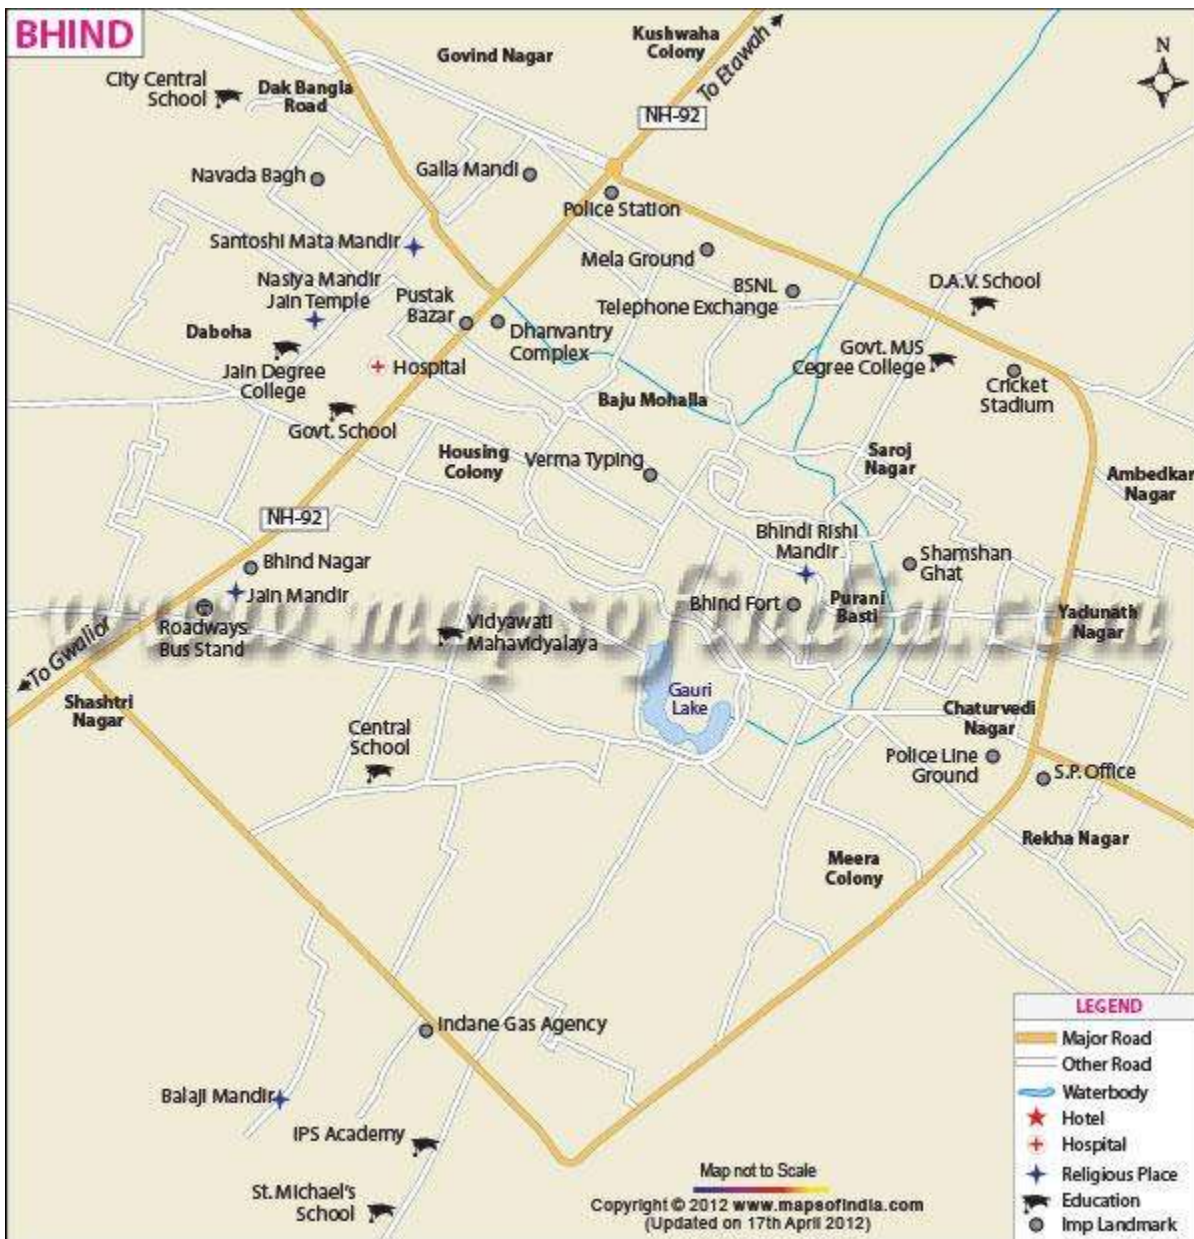 BHIND
Govind Nagar
Kushwaha
Colony
To Etawah
N
City Central
School
Dak Bangla
Road
NH-92
Navada Bagh
Galla Mandi
Police Station
Santoshi Mata Mandir
Mela Ground
Nasiya Mandir
Jain Temple
Pustak
Bazar
BSNL
Telephone Exchange
D.A.V. School
Daboha
Dhanvantry
Complex
Jain Degree
College
Hospital
Govt. MJS
Cegree College
Cricket
Stadium
Baju Mohalla
Govt. School
Housing
Colony
Verma Typing
Saroj
Nagar
Ambedkar
Nagar
NH-92
Bhindi Rishi
Mandir
Shamshan
Ghat
Bhind Nagar
Jain Mandir
Bhind Fort
Purani
Basti
Yadunath
Nagar
www.mapsofindia.com
Roadways
Bus Stand
Vidyawati
Mahavidyalaya
To Gwalior
Shashtri
Nagar
Gauri
Lake
Chaturvedi
Nagar
Central
School
Police Line
Ground
S.P. Office
Rekha Nagar
Meera
Colony
Indane Gas Agency
Balaji Mandir
IPS Academy
St. Michael's
School
LEGEND
Major Road
Other Road
Waterbody
Hotel
Hospital
Religious Place
Education
Imp Landmark
Map not to Scale
Copyright © 2012 www.mapsofindia.com
(Updated on 17th April 2012)